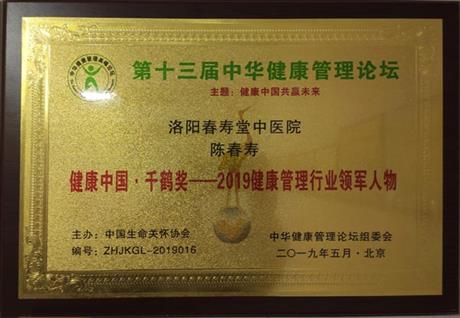 第十三届中华健康管理论坛
主题：健康中国共赢未来
洛阳春寿堂中医院
陈春寿
健康中国·千鹤奖——2019健康管理行业领军人物
主办：中国生命关怀协会
编号：ZHJKGL-2019016
中华健康管理论坛组委会
二〇一九年五月·北京